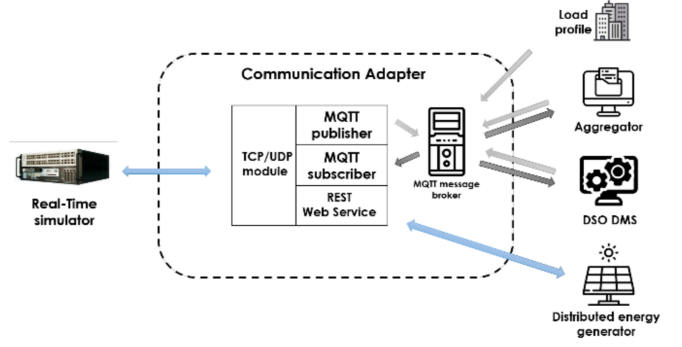 Load
profile
Communication Adapter
MQTT
publisher
Aggregator
TCP/UDP
module
MQTT
subscriber
MQTT message
broker
REST
Web Service
Real-Time
simulator
DSO DMS
Distributed energy
generator